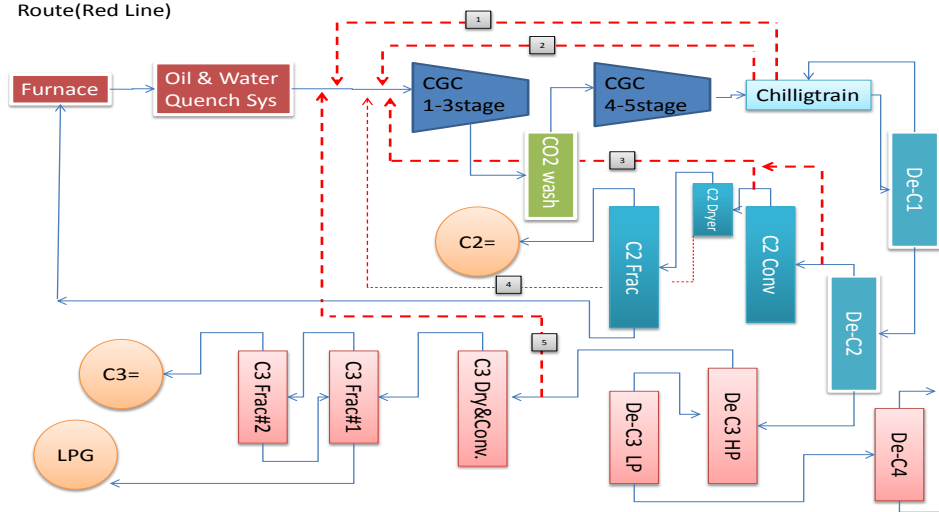 Route(Red Line)
1
2
Furnace
Oil & Water
Quench Sys
CGC
1-3stage
CGC
4-5stage
Chilligtrain
CO2 wash
3
De-C1
C2 Dryer
C2=
C2 Frac
C2 Conv
4
De-C2
5
C3=
C3 Frac#2
C3 Frac#1
C3 Dry&Conv.
De-C3 LP
De C3 HP
De-C4
LPG